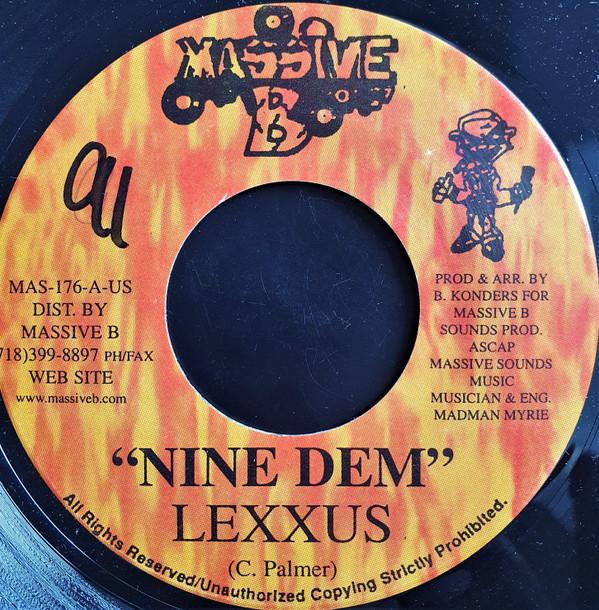 MASSIVE
B
MAS-176-A-US
DIST. BY
MASSIVE B
718)399-8897 PH/FAX
WEB SITE
www.massiveb.com
PROD & ARR. BY
B. KONDERS FOR
MASSIVE B
SOUNDS PROD.
ASCAP
MASSIVE SOUNDS
MUSIC
MUSICIAN & ENG.
MADMAN MYRIE
“NINE DEM”
LEXXUS
(C. Palmer)
All Rights Reserved/Unauthorized Copying Strictly Prohibited.